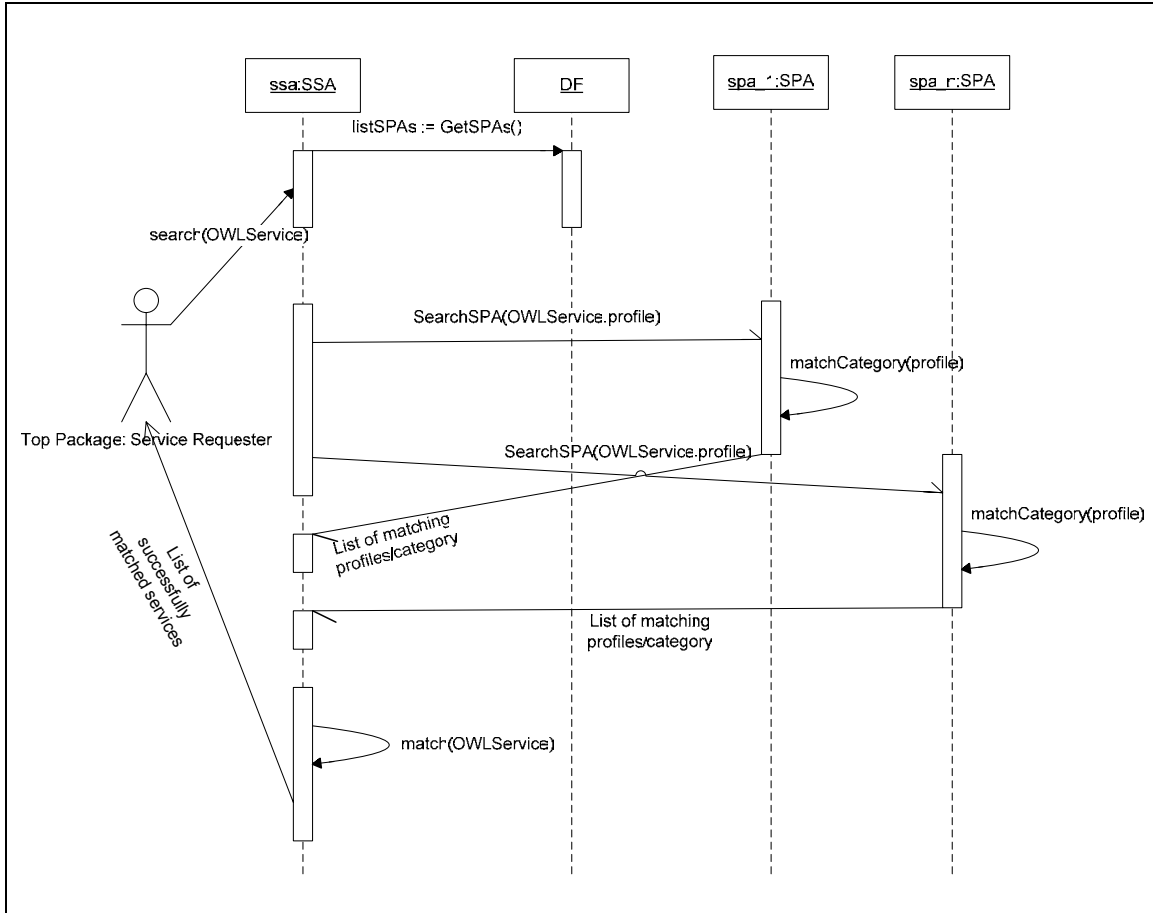 ssa:SSA
DF
spa_1:SPA
spa_n:SPA
listSPAs := GetSPAs()
search(OWLService)
SearchSPA(OWLService.profile)
matchCategory(profile)
Top Package: Service Requester
SearchSPA(OWLService.profile)
matchCategory(profile)
List of matching
profiles/category
List of
successfully
matched services
List of matching
profiles/category
match(OWLService)